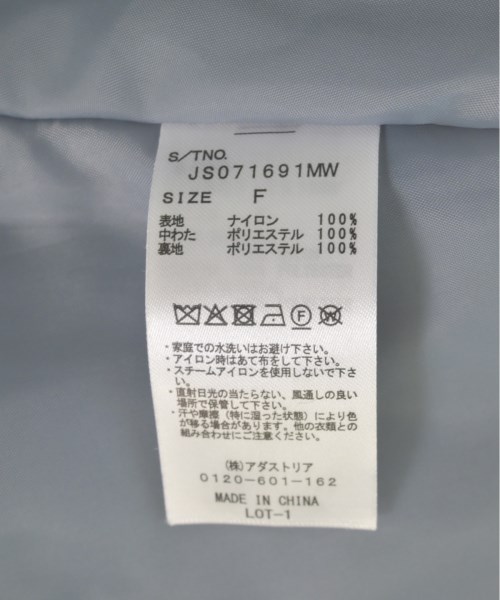 S/TNO.
JS071691MW
SIZE F
表地 ナイロン 100%
中わた ポリエステル 100%
裏地 ポリエステル 100%
F W
・家庭での水洗いはお避け下さい。
・アイロン時はあて布をして下さい。
・スチームアイロンを使用しないで下さ
い。
・直射日光の当たらない、風通しの良い
場所で保管して下さい。
・汗や摩擦（特に湿った状態）により色
が移る場合があります。他の衣類との
組み合わせにご注意ください。
(株)アダストリア
0120-601-162
MADE IN CHINA
LOT-1